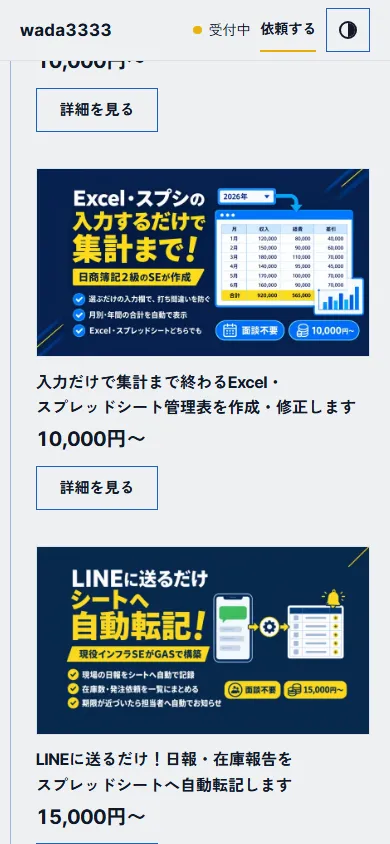 wada3333
受付中
依頼する
10,000円〜
詳細を見る
Excel・スプシの
入力するだけで
集計まで!
日商簿記2級のSEが作成
選ぶだけの入力欄で、打ち間違いを防ぐ
月別・年間の合計を自動で表示
Excel・スプレッドシートどちらでも
2026年
月 収入 経費 差引
1月 120,000 80,000 40,000
2月 150,000 90,000 60,000
3月 180,000 110,000 70,000
4月 140,000 95,000 45,000
5月 170,000 100,000 70,000
6月 160,000 90,000
合計 920,000
面談不要
10,000円〜
入力だけで集計まで終わるExcel・
スプレッドシート管理表を作成・修正します
10,000円〜
詳細を見る
LINEに送るだけ
シートへ
自動転記!
現役インフラSEがGASで構築
現場の日報をシートへ自動で記録
在庫数・発注依頼を一覧にまとめる
期限が近づいたら担当者へ自動でお知らせ
面談不要
15,000円〜
LINEに送るだけ！日報・在庫報告を
スプレッドシートへ自動転記します
15,000円〜